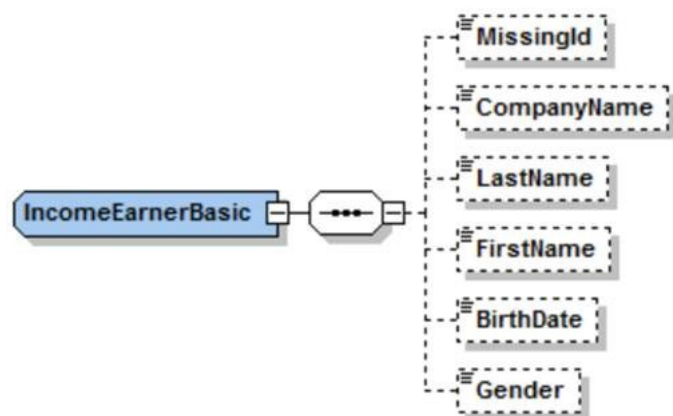 MissingId
CompanyName
LastName
IncomeEarnerBasic
FirstName
BirthDate
Gender